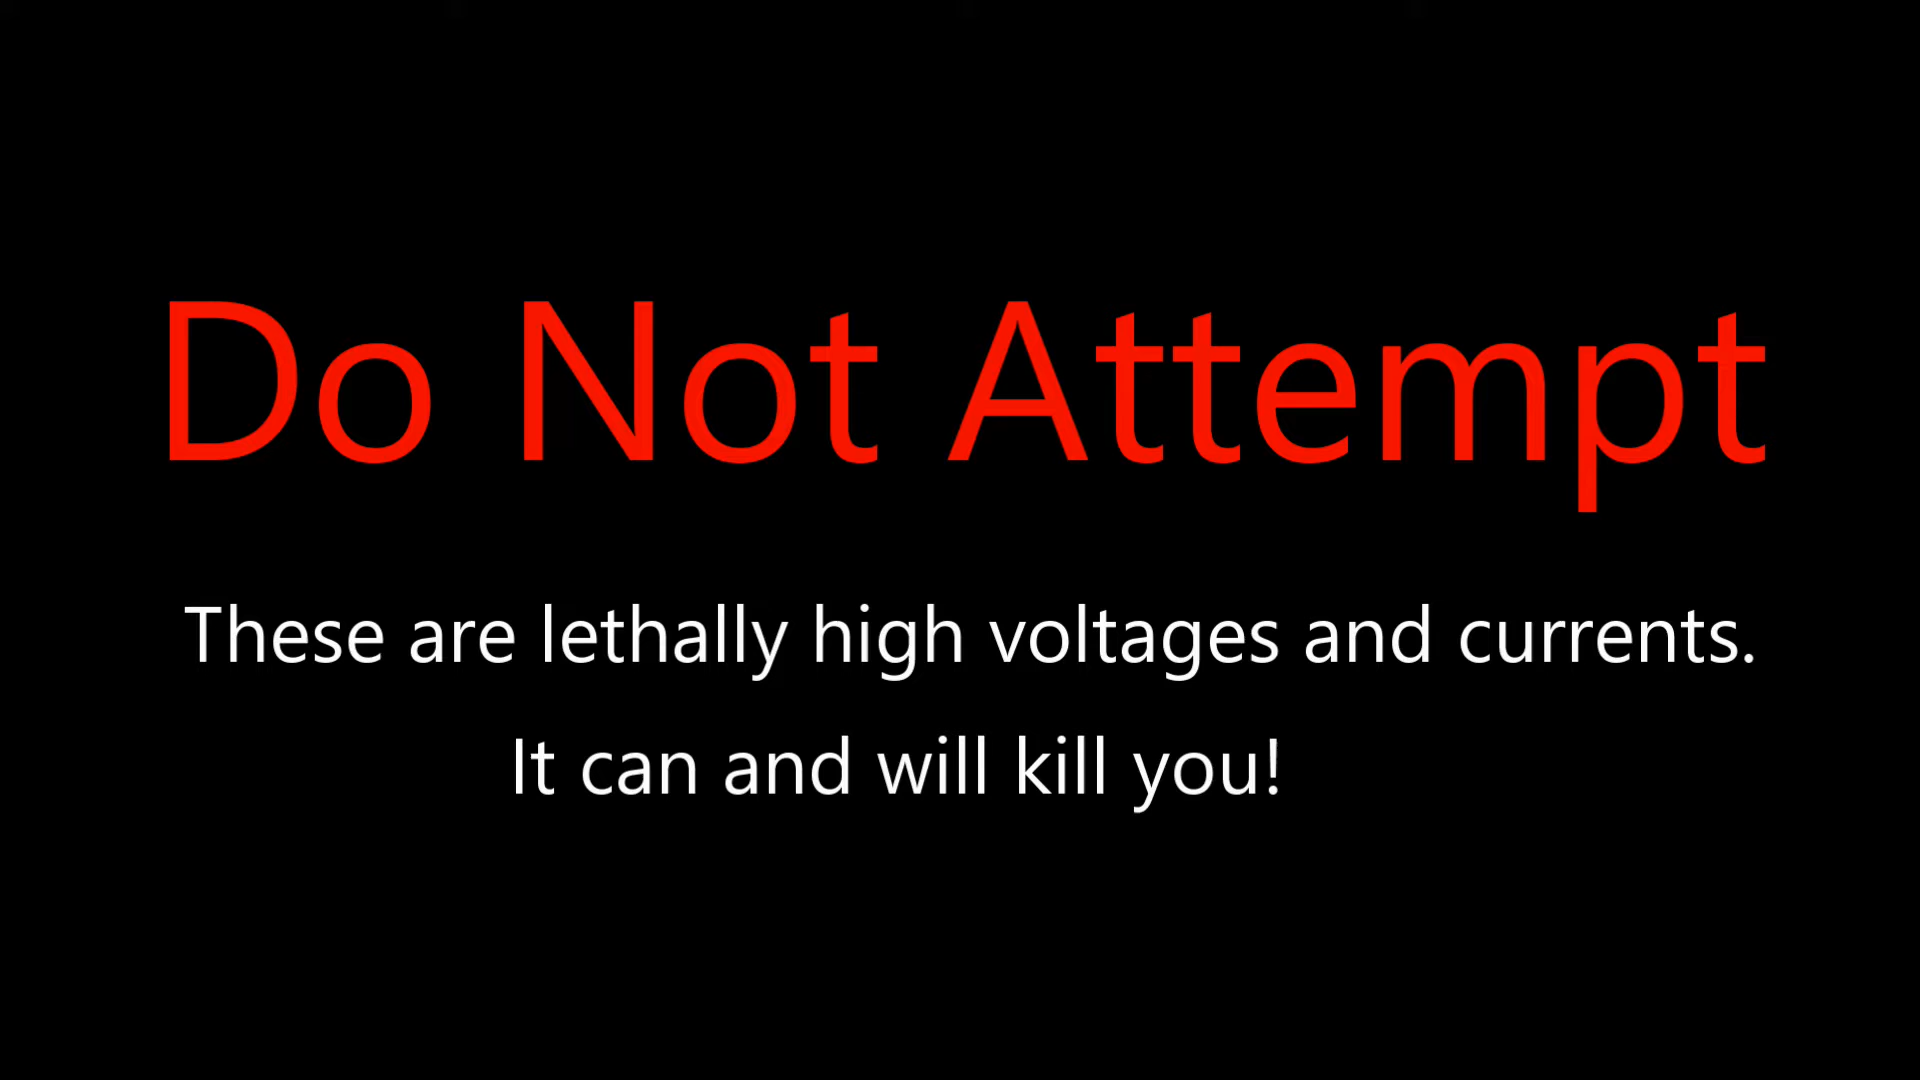 Do Not Attempt
These are lethally high voltages and currents.
It can and will kill you!